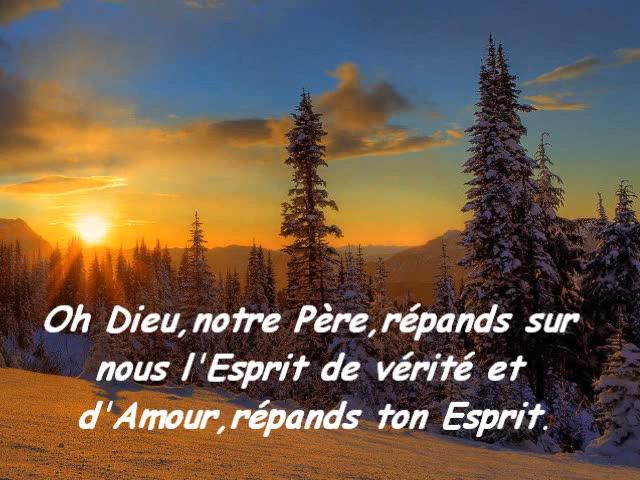 Oh Dieu,notre Père,répands sur
nous l'Esprit de vérité et
d'Amour,répands ton Esprit.